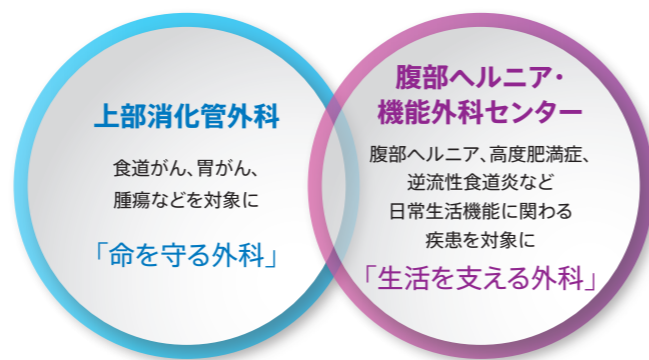 上部消化管外科
食道がん、胃がん、
腫瘍などを対象に
「命を守る外科」
腹部ヘルニア・
機能外科センター
腹部ヘルニア、高度肥満症、
逆流性食道炎など
日常生活機能に関わる
疾患を対象に
「生活を支える外科」